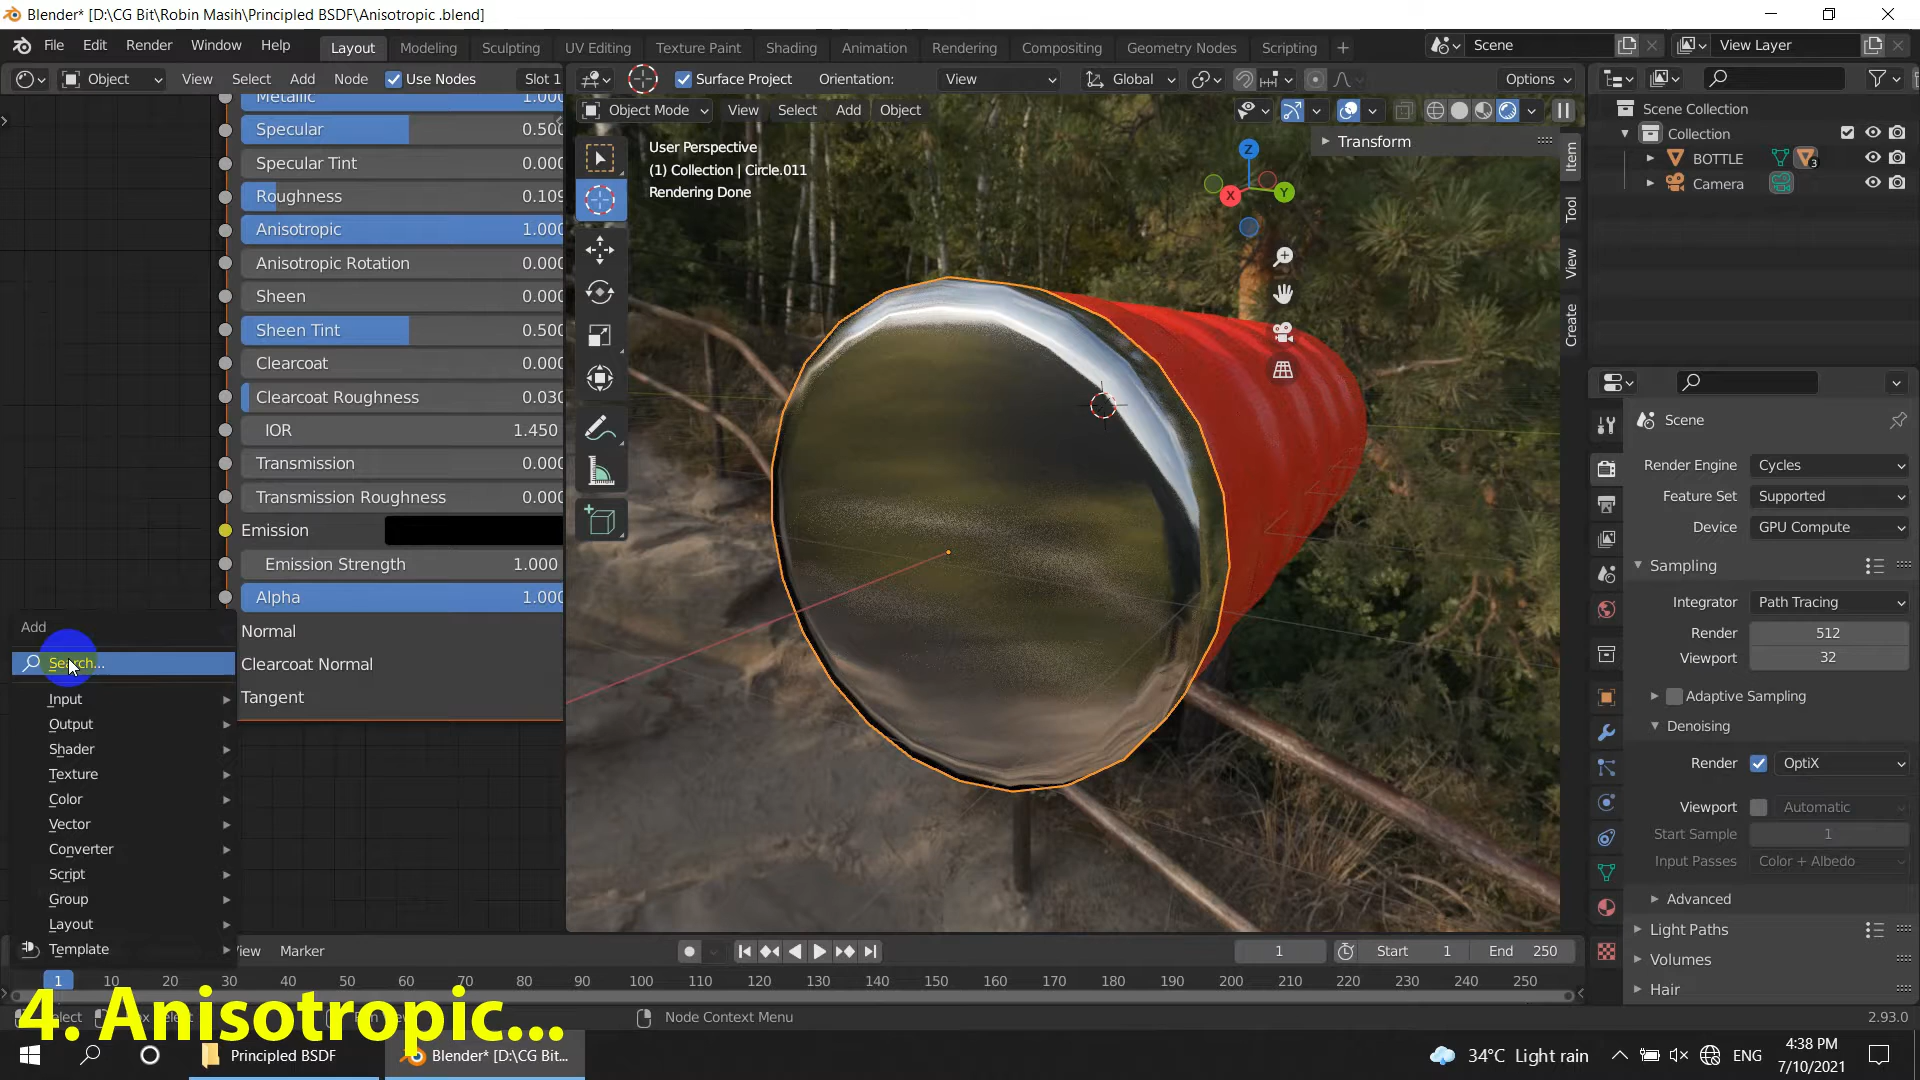 Blender* [D:\CG Bit\Robin Masih\Principled BSDF\Anisotropic .blend]
File Edit Render Window Help Layout Modeling Sculpting UV Editing Texture Paint Shading Animation Rendering Compositing Geometry Nodes Scripting + Scene View Layer
Object View Select Add Node Use Nodes Slot 1 Surface Project Orientation: View Global Options
Object Mode View Select Add Object
Metallic 1.000
Specular 0.500
Specular Tint 0.000
Roughness 0.109
Anisotropic 1.000
Anisotropic Rotation 0.000
Sheen 0.000
Sheen Tint 0.500
Clearcoat 0.000
Clearcoat Roughness 0.030
IOR 1.450
Transmission 0.000
Transmission Roughness 0.000
Emission
Emission Strength 1.000
Alpha 1.000
Normal
Clearcoat Normal
Tangent
Add
Search...
Input
Output
Shader
Texture
Color
Vector
Converter
Script
Group
Layout
Template
User Perspective
(1) Collection | Circle.011
Rendering Done
Transform
Z
X
Y
Item
Tool
View
Create
Scene Collection
Collection
BOTTLE 3
Camera
Scene
Render Engine Cycles
Feature Set Supported
Device GPU Compute
Sampling
Integrator Path Tracing
Render 512
Viewport 32
Adaptive Sampling
Denoising
Render OptiX
Viewport Automatic
Start Sample 1
Input Passes Color + Albedo
Advanced
Light Paths
Volumes
Hair
iew Marker 1 Start 1 End 250
1 10 20 30 40 50 60 70 80 90 100 110 120 130 140 150 160 170 180 190 200 210 220 230 240 250
4. Anisotropic...
Node Context Menu
2.93.0
Principled BSDF
Blender* [D:\CG Bit...
34°C Light rain
ENG
4:38 PM
7/10/2021